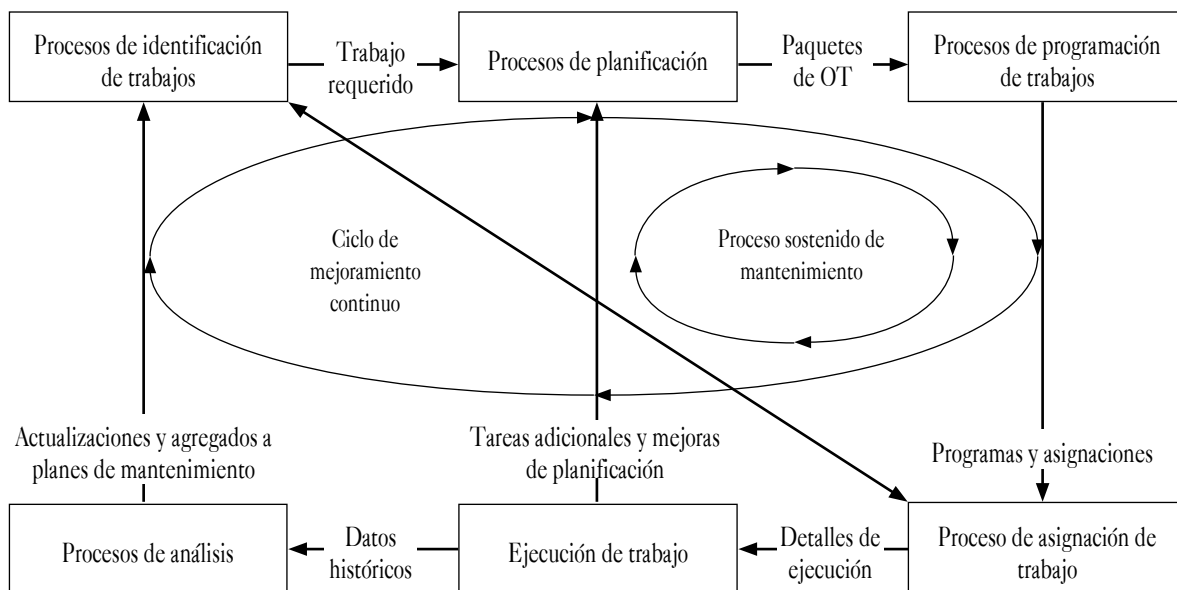 Procesos de identificación
de trabajos
Trabajo
requerido
Procesos de planificación
Paquetes
de OT
Procesos de programación
de trabajos
Ciclo de
mejoramiento
continuo
Proceso sostenido de
mantenimiento
Actualizaciones y agregados a
planes de mantenimiento
Tareas adicionales y mejoras
de planificación
Programas y asignaciones
Procesos de análisis
Datos
históricos
Ejecución de trabajo
Detalles de
ejecución
Proceso de asignación de
trabajo